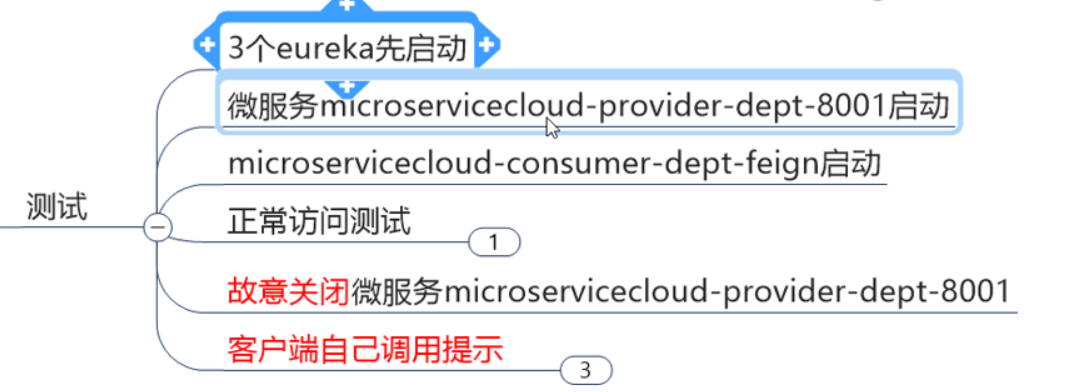 3个eureka先启动
微服务microservicecloud-provider-dept-8001启动
microservicecloud-consumer-dept-feign启动
测试
正常访问测试
1
故意关闭微服务microservicecloud-provider-dept-8001
客户端自己调用提示
3